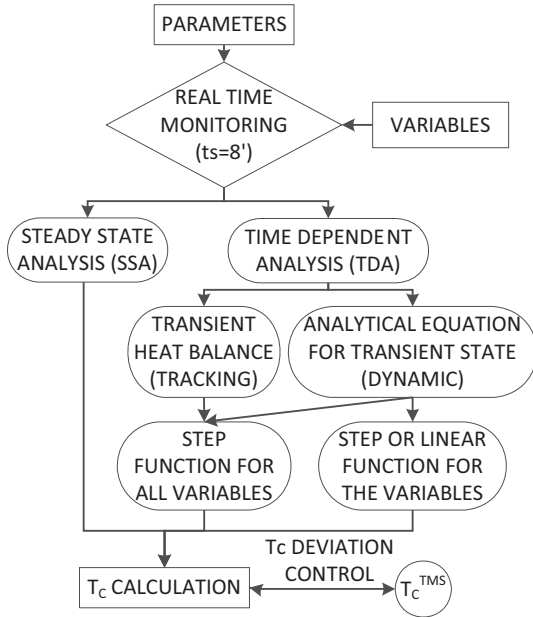 PARAMETERS
REAL TIME
MONITORING
(ts=8')
VARIABLES
STEADY STATE
ANALYSIS (SSA)
TIME DEPENDENT
ANALYSIS (TDA)
TRANSIENT
HEAT BALANCE
(TRACKING)
ANALYTICAL EQUATION
FOR TRANSIENT STATE
(DYNAMIC)
STEP
FUNCTION FOR
ALL VARIABLES
STEP OR LINEAR
FUNCTION FOR
THE VARIABLES
Tc DEVIATION
CONTROL
T_C CALCULATION
T_C^TMS